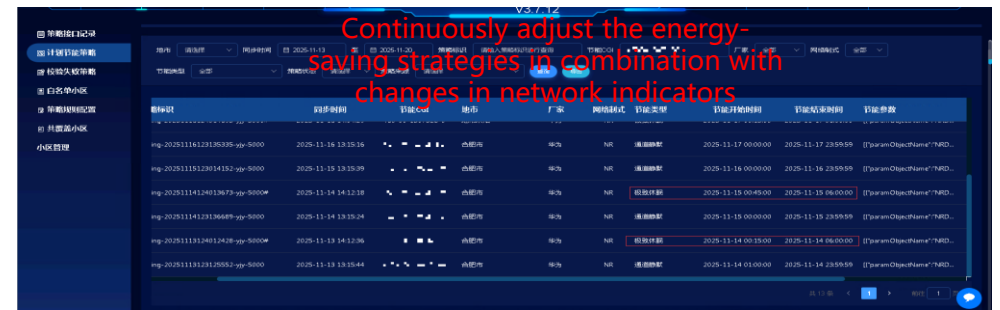 V3.7.12
Continuously adjust the energy-
saving strategies in combination with
changes in network indicators
策略接口记录
计划节能策略
校验失败策略
白名单小区
策略规则配置
共覆盖小区
小区管理
地市 请选择 同步时间 2025-11-13 至 2025-11-20 策略标识 请输入策略标识进行查询 节能CGI 厂家 全部 网络制式 全部
节能类型 全部 策略状态 请选择
略标识 同步时间 节能CGI 地市 厂家 网络制式 节能类型 节能开始时间 节能结束时间 节能参数
ing-20251116123135335-yjy-5000 2025-11-16 13:15:16 合肥市 华为 NR 通道静默 2025-11-17 00:00:00 2025-11-17 23:59:59 [{"paramObjectName":"NRD...
ing-20251115123014152-yjy-5000 2025-11-15 13:15:39 合肥市 华为 NR 通道静默 2025-11-16 00:00:00 2025-11-16 23:59:59 [{"paramObjectName":"NRD...
ing-20251114124013673-yjy-5000# 2025-11-14 14:12:18 合肥市 华为 NR 极致休眠 2025-11-15 00:45:00 2025-11-15 06:00:00 [{"paramObjectName":"NRD...
ing-20251114123136689-yjy-5000 2025-11-14 13:15:24 合肥市 华为 NR 通道静默 2025-11-15 00:00:00 2025-11-15 23:59:59 [{"paramObjectName":"NRD...
ing-20251113124012428-yjy-5000# 2025-11-13 14:12:36 合肥市 华为 NR 极致休眠 2025-11-14 00:15:00 2025-11-14 06:00:00 [{"paramObjectName":"NRD...
ing-20251113123125552-yjy-5000 2025-11-13 13:15:44 合肥市 华为 NR 通道静默 2025-11-14 01:00:00 2025-11-14 23:59:59 [{"paramObjectName":"NRD...
共 13 条 1 前往 1